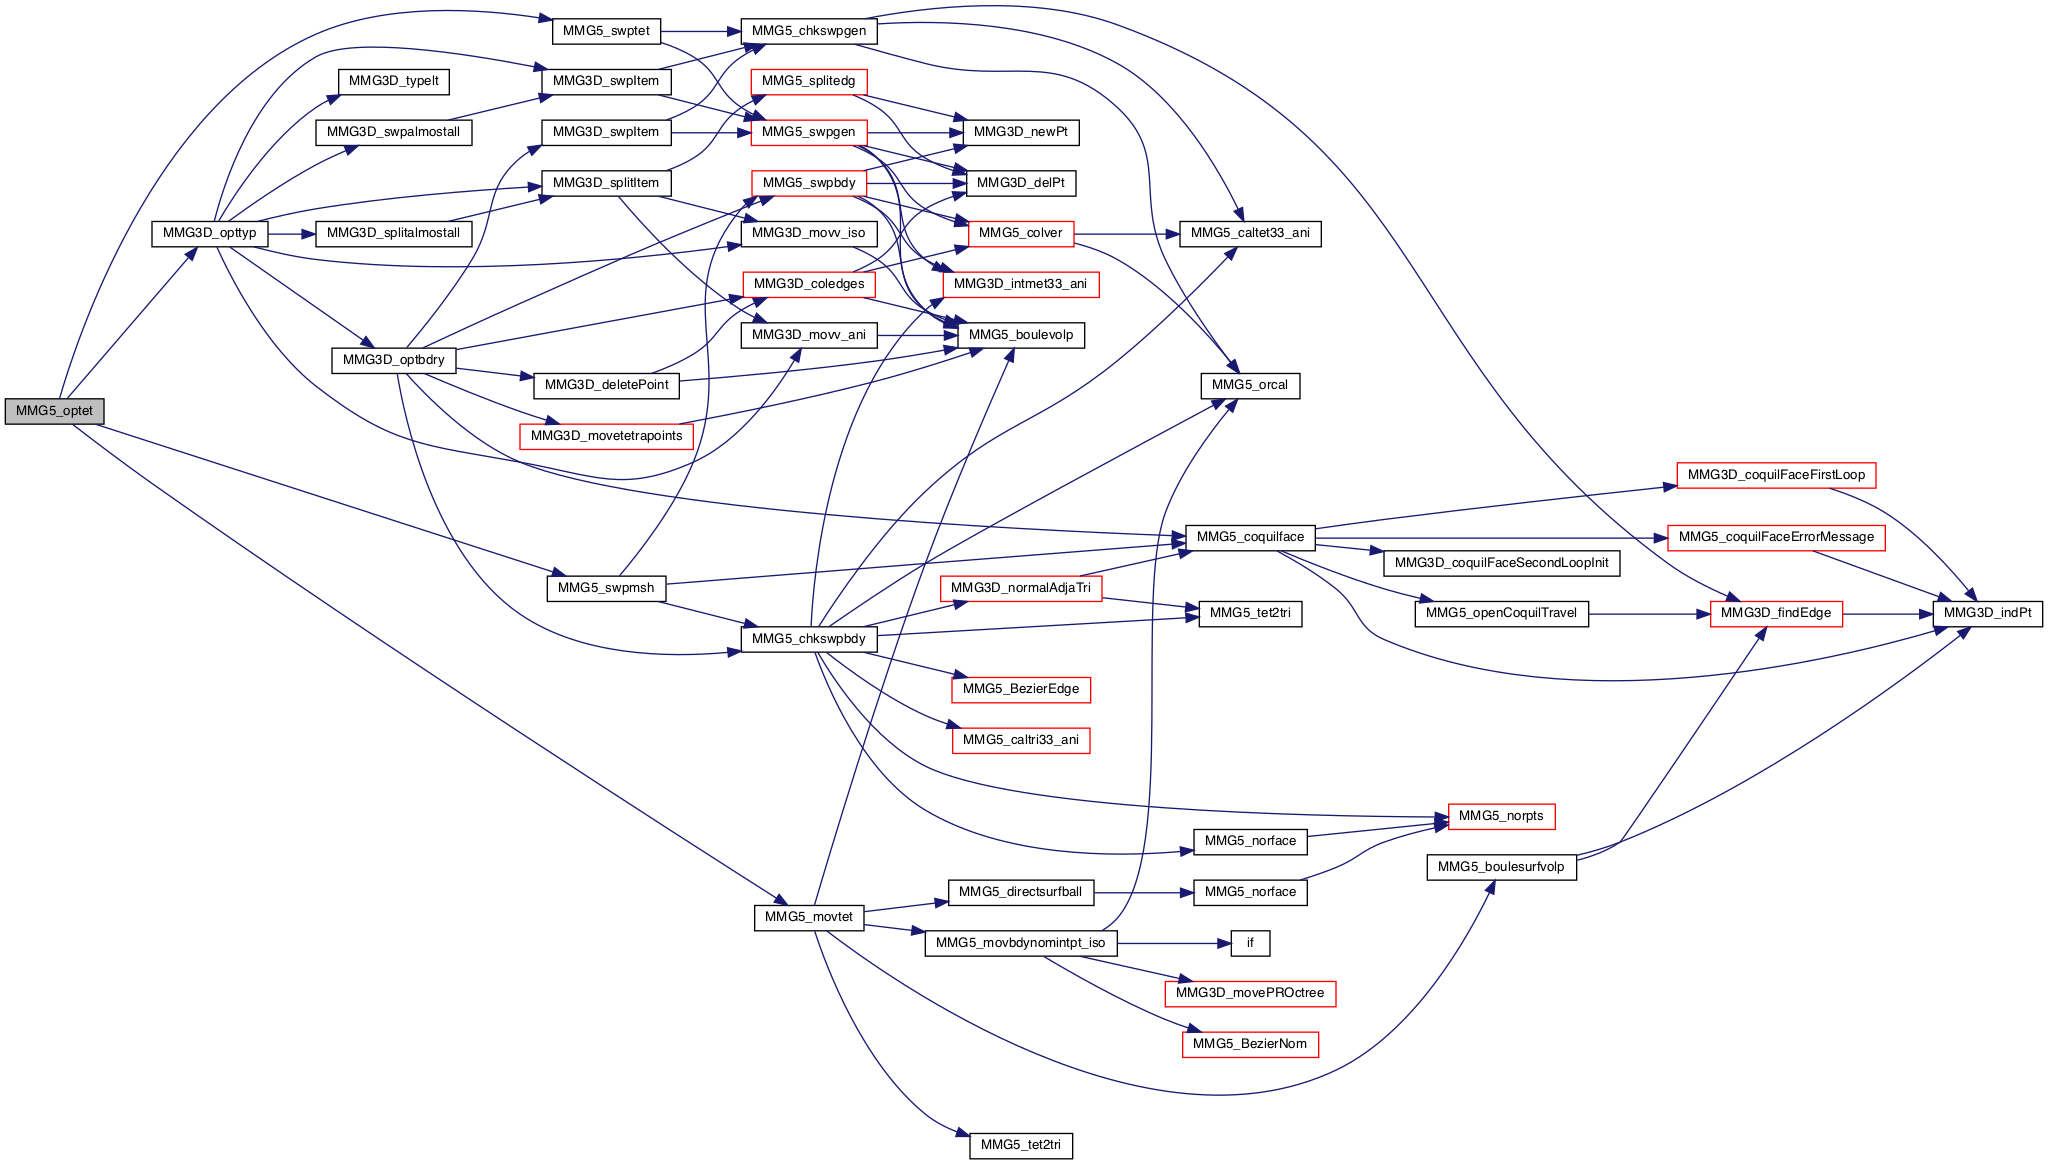 MMG5_swptet
MMG5_chkswpgen
MMG3D_typelt
MMG3D_swpItem
MMG5_splitedg
MMG3D_swpalmostall
MMG3D_swpItem
MMG5_swpgen
MMG3D_newPt
MMG3D_splitItem
MMG5_swpbdy
MMG3D_delPt
MMG3D_opttyp
MMG3D_splitalmostall
MMG3D_movv_iso
MMG5_colver
MMG5_caltet33_ani
MMG3D_coledges
MMG3D_intmet33_ani
MMG3D_movv_ani
MMG5_boulevolp
MMG3D_optbdry
MMG3D_deletePoint
MMG5_orcal
MMG5_optet
MMG3D_movetetrapoints
MMG3D_coquilFaceFirstLoop
MMG5_coquilface
MMG5_coquilFaceErrorMessage
MMG3D_coquilFaceSecondLoopInit
MMG5_swpmsh
MMG3D_normalAdjaTri
MMG5_tet2tri
MMG5_openCoquilTravel
MMG3D_findEdge
MMG3D_indPt
MMG5_chkswpbdy
MMG5_BezierEdge
MMG5_caltri33_ani
MMG5_norpts
MMG5_norface
MMG5_boulesurfvolp
MMG5_directsurfball
MMG5_norface
MMG5_movtet
MMG5_movbdynomintpt_iso
if
MMG3D_movePROctree
MMG5_BezierNom
MMG5_tet2tri